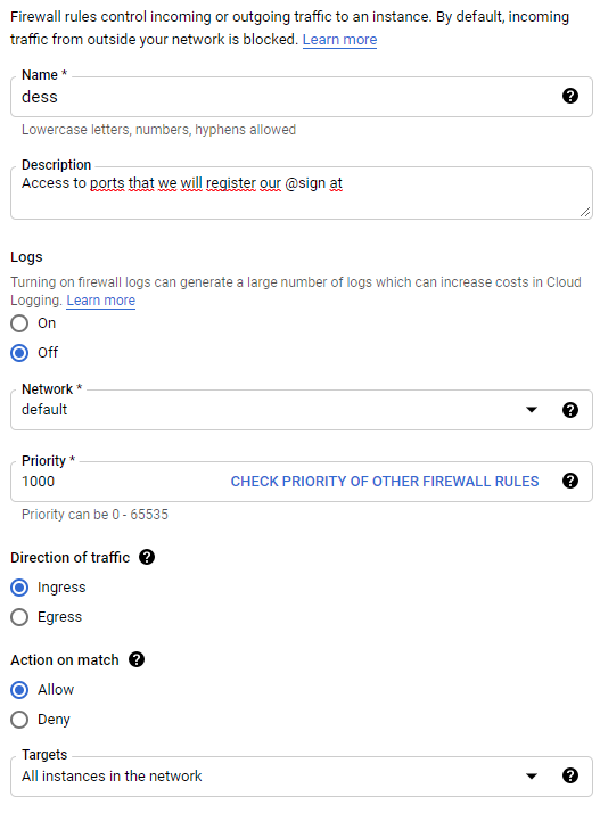 Firewall rules control incoming or outgoing traffic to an instance. By default, incoming
traffic from outside your network is blocked. Learn more
Name *
dess
Lowercase letters, numbers, hyphens allowed
Description
Access to ports that we will register our @sign at
Logs
Turning on firewall logs can generate a large number of logs which can increase costs in Cloud
Logging. Learn more
On
Off
Network *
default
Priority *
1000 CHECK PRIORITY OF OTHER FIREWALL RULES
Priority can be 0 - 65535
Direction of traffic
Ingress
Egress
Action on match
Allow
Deny
Targets
All instances in the network